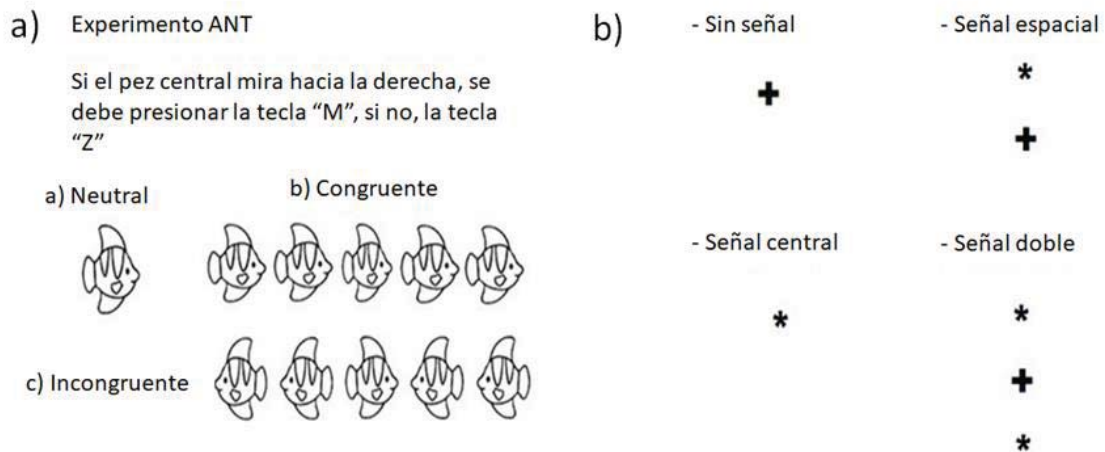 a) Experimento ANT
Si el pez central mira hacia la derecha, se
debe presionar la tecla “M”, si no, la tecla
“Z”
a) Neutral
b) Congruente
c) Incongruente
b)
- Sin señal
- Señal espacial
*
+
+
- Señal central
- Señal doble
*
*
+
*